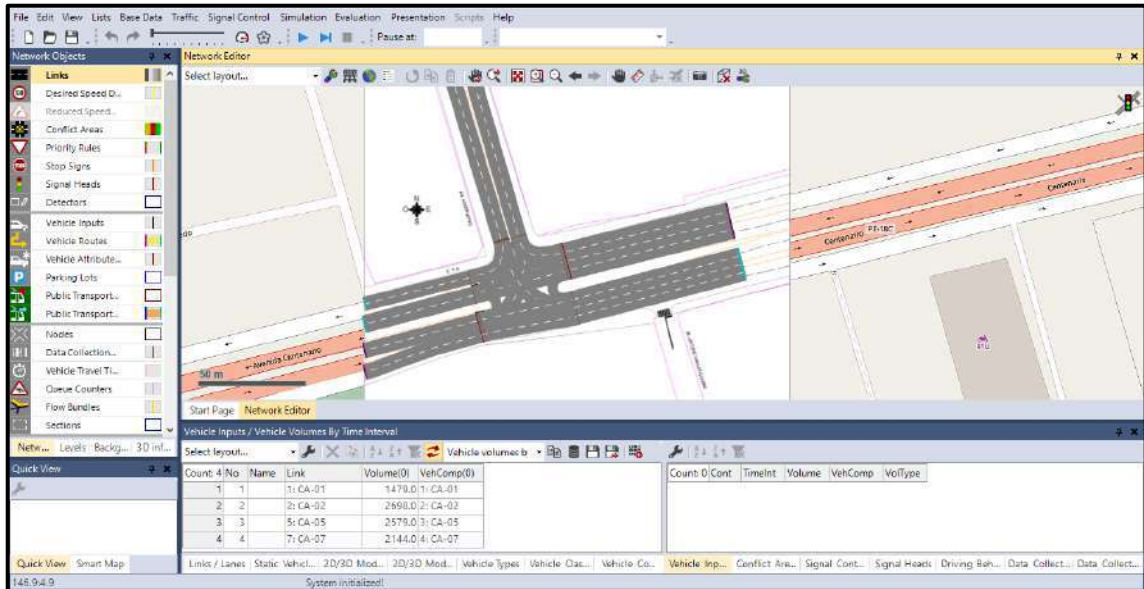 File Edit View Lists Base Data Traffic Signal Control Simulation Evaluation Presentation Scripts Help
Pause at:
Network Objects
Links
Desired Speed D...
Reduced Speed...
Conflict Areas
Priority Rules
Stop Signs
Signal Heads
Detectors
Vehicle Inputs
Vehicle Routes
Vehicle Attribute...
Parking Lots
Public Transport...
Public Transport...
Nodes
Data Collection...
Vehicle Travel Ti...
Queue Counters
Flow Bundles
Sections
Netw... Levels Backg... 3D inf...
Quick View
Quick View Smart Map
Network Editor
Select layout...
Centenario
Centenario
PE-18C
Avenida Centenario
50 m
Start Page Network Editor
Vehicle Inputs / Vehicle Volumes By Time Interval
Select layout... Vehicle volumes b
Count: 4 No Name Link Volume(0) VehComp(0)
1 1 1: CA-01 1479.0 1: CA-01
2 2 2: CA-02 2698.0 2: CA-02
3 3 5: CA-05 2579.0 3: CA-05
4 4 7: CA-07 2144.0 4: CA-07
Count: 0 Cont TimeInt Volume VehComp VolType
Links / Lanes Static Vehicl... 2D/3D Mod... 2D/3D Mod... Vehicle Types Vehicle Clas... Vehicle Co... Vehicle Inp... Conflict Are... Signal Cont... Signal Heads Driving Beh... Data Collect... Data Collect...
146.9:4.9 System initialized!